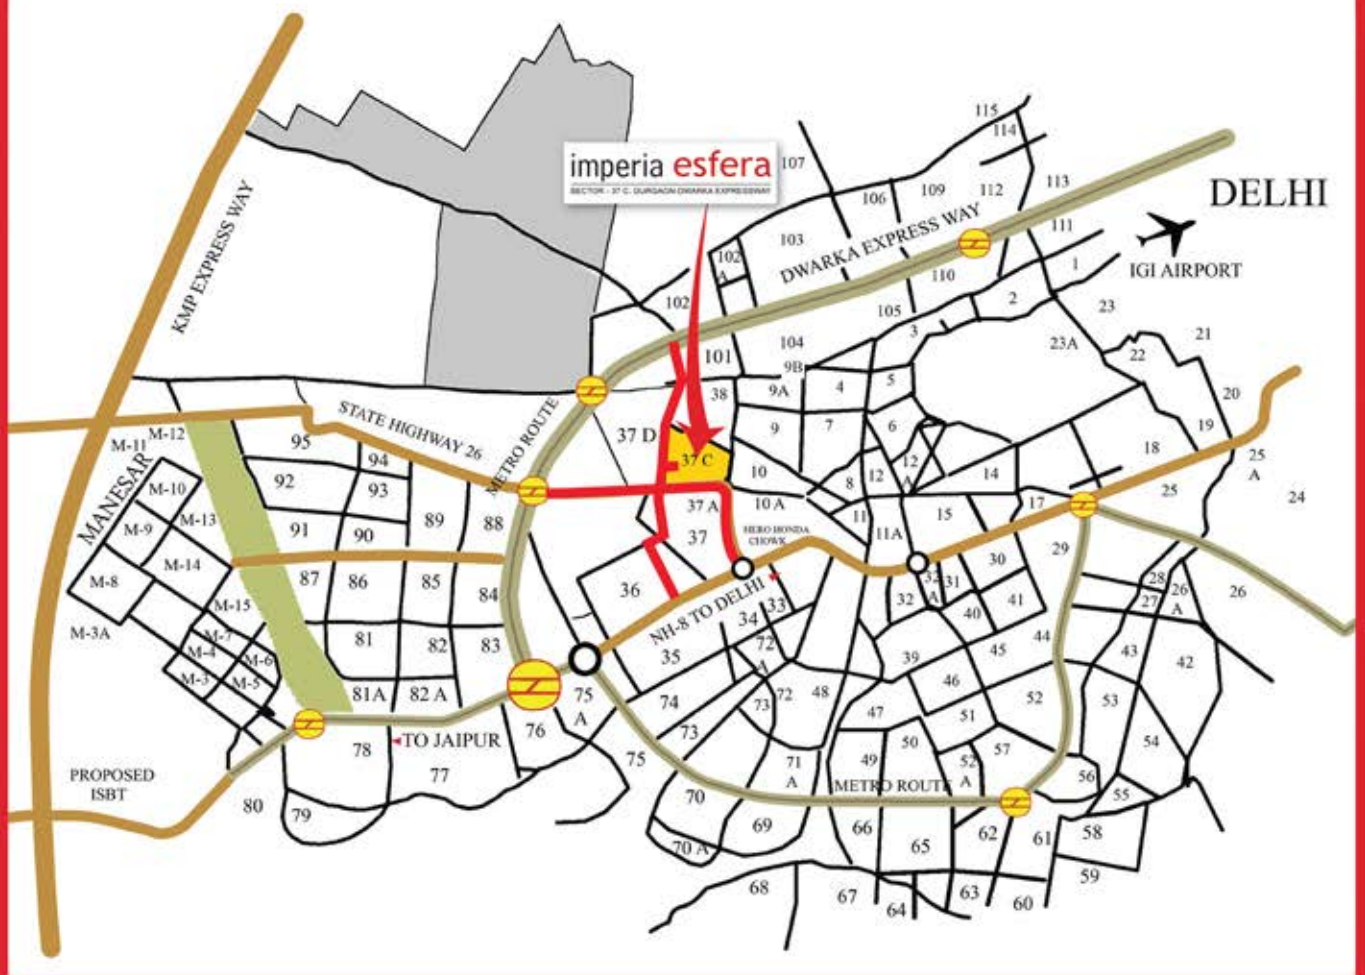 115
114
imperia esfera
SECTOR - 37 C, GURGAON DWARKA EXPRESSWAY
107
106
109
112
113
DELHI
KMP EXPRESS WAY
103
DWARKA EXPRESS WAY
111
102
A
110
1
IGI AIRPORT
102
105
2
23
3
101
104
23A
22
21
9B
9A
4
5
38
20
STATE HIGHWAY 26
METRO ROUTE
37 D
9
7
6
19
18
M-12
M-11
95
94
MANESAR
37 C
10
12
12
A
14
25
A
M-10
92
93
8
25
24
M-9
M-13
91
90
89
88
37 A
10 A
11
15
17
37
HERO HONDA
CHOWK
11A
M-14
30
29
M-8
87
86
85
84
36
32
A
31
28
26
A
26
M-15
NH-8 TO DELHI
33
32
40
41
27
M-3A
M-7
81
82
83
34
44
M-4
M-6
35
72
A
39
45
43
42
M-3
M-5
81A
82 A
75
A
74
72
48
46
52
53
76
73
73
47
51
78
TO JAIPUR
50
57
54
PROPOSED
ISBT
77
75
71
A
49
52
A
56
METRO ROUTE
80
79
70
55
69
66
62
61
58
70 A
65
68
67
64
63
60
59